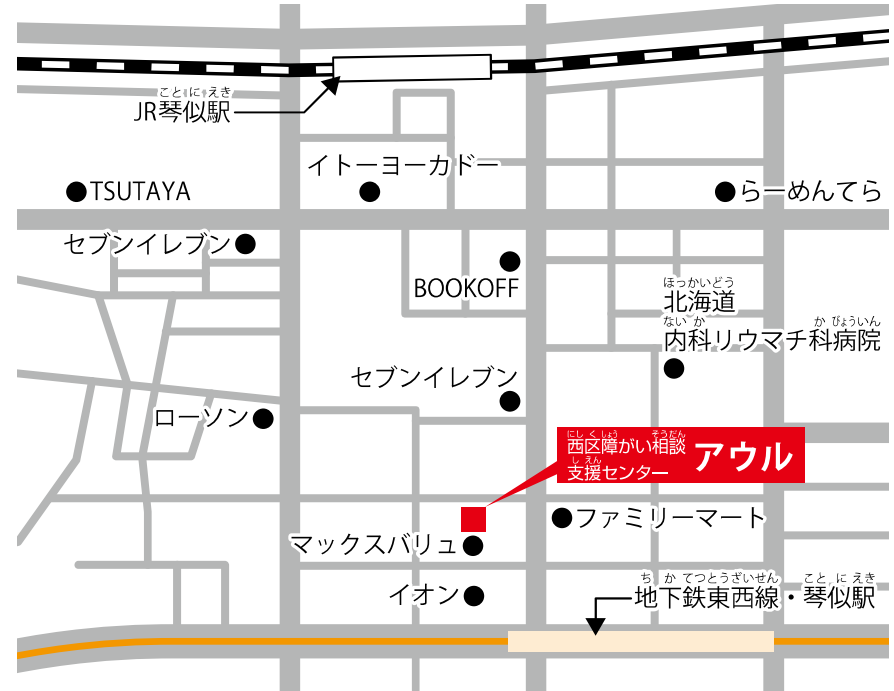 ことにえき
JR琴似駅
イトーヨーカドー
TSUTAYA
らーめんてら
セブンイレブン
BOOKOFF
ほっかいどう
北海道
ないか かびょういん
内科リウマチ科病院
セブンイレブン
ローソン
にしくしょう そうだん
西区障がい相談
しえん
支援センター
アウル
ファミリーマート
マックスバリュ
イオン
ちかてつとうざいせん ことにえき
地下鉄東西線・琴似駅